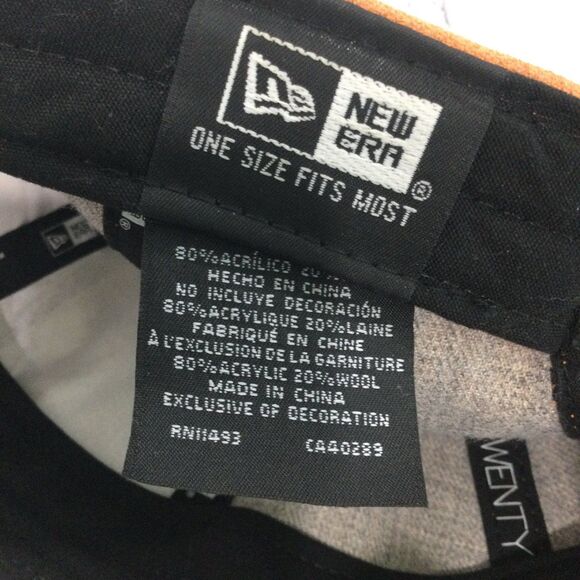 NEW
ERA®
ONE SIZE FITS MOST
80%ACRÍLICO 20%
HECHO EN CHINA
NO INCLUYE DECORACIÓN
80%ACRYLIQUE 20%LAINE
FABRIQUÉ EN CHINE
À L'EXCLUSION DE LA GARNITURE
80%ACRYLIC 20%WOOL
MADE IN CHINA
EXCLUSIVE OF DECORATION
RN11493 CA40289
WENTY